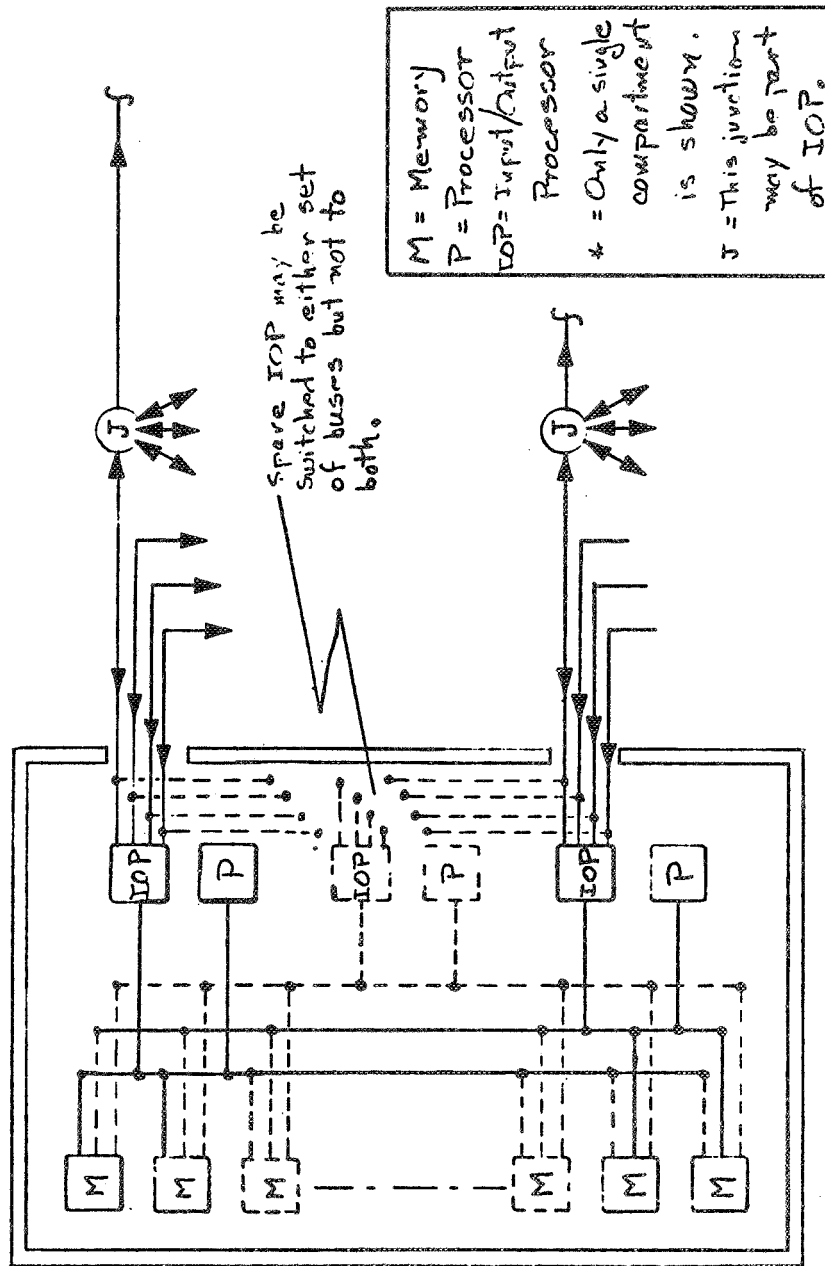 Spare IOP may be
switched to either set
of buses but not to
both.
M = Memory
P = Processor
IOP = Input/Output
Processor
* = Only a single
compartment
is shown.
J = This junction
may be part
of IOP.
J
J
IOP
P
IOP
P
IOP
P
M
M
M
M
M
M